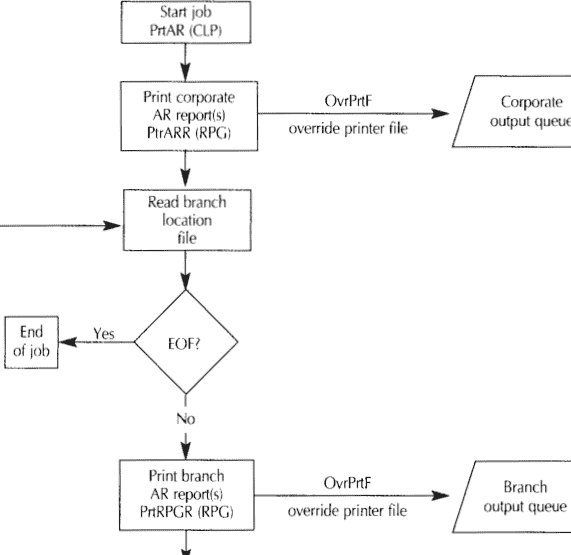 Start job
PrtAR (CLP)
Print corporate
AR report(s)
PtrARR (RPG)
OvrPrtF
override printer file
Corporate
output queue
Read branch
location
file
End
of job
Yes
EOF?
No
Print branch
AR report(s)
PrtRPGR (RPG)
OvrPrtF
override printer file
Branch
output queue